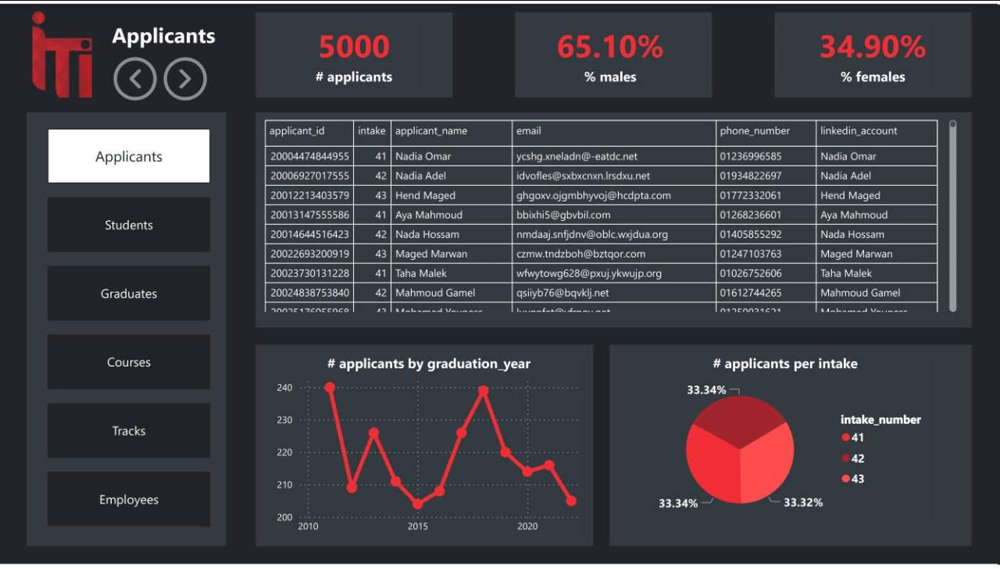 iTi
Applicants
5000
# applicants
65.10%
% males
34.90%
% females
Applicants
Students
Graduates
Courses
Tracks
Employees
applicant_id intake applicant_name email phone_number linkedin_account
20004474844955 41 Nadia Omar ycshg.xneladn@-eatdc.net 01236996585 Nadia Omar
20006927017555 42 Nadia Adel idvofles@sxbxcnxn.lrsdxu.net 01934822697 Nadia Adel
20012213403579 43 Hend Maged ghgoxv.ojgmbhyvoj@hcdpta.com 01772332061 Hend Maged
20013147555586 41 Aya Mahmoud bbixhi5@gbvbil.com 01268236601 Aya Mahmoud
20014644516423 42 Nada Hossam nmdaaj.snfjdnv@oblc.wxjdua.org 01405855292 Nada Hossam
20022693200919 43 Maged Marwan czmw.tndzboh@bztqor.com 01247103763 Maged Marwan
20023730131228 41 Taha Malek wfwytowg628@pxuj.ykwujp.org 01026752606 Taha Malek
20024838753840 42 Mahmoud Gamel qsiiyb76@bqvklj.net 01612744265 Mahmoud Gamel
43 Mohamed Youness Mohamed Youness
# applicants by graduation_year
240
230
220
210
200
2010 2015 2020
# applicants per intake
33.34%
33.34%
33.32%
intake_number
41
42
43